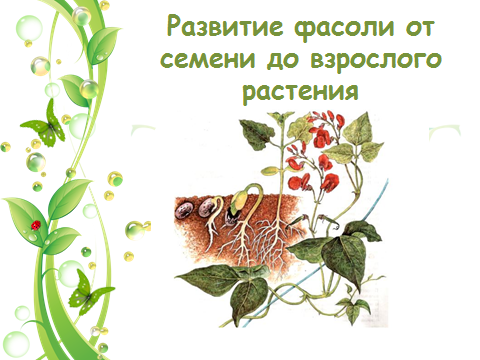 Развитие фасоли от
семени до взрослого
растения